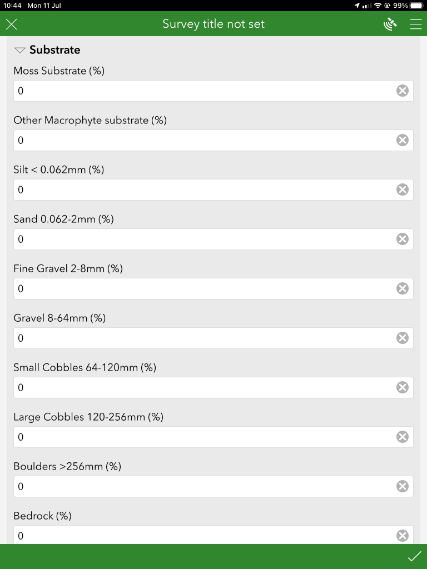 10:44 Mon 11 Jul 99%
Survey title not set
Substrate
Moss Substrate (%)
0
Other Macrophyte substrate (%)
0
Silt < 0.062mm (%)
0
Sand 0.062-2mm (%)
0
Fine Gravel 2-8mm (%)
0
Gravel 8-64mm (%)
0
Small Cobbles 64-120mm (%)
0
Large Cobbles 120-256mm (%)
0
Boulders >256mm (%)
0
Bedrock (%)
0